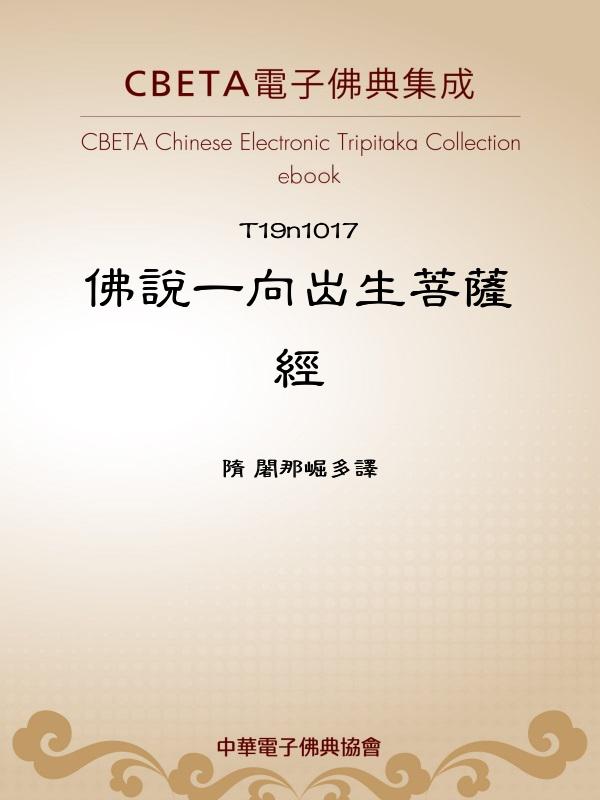 CBETA電子佛典集成
CBETA Chinese Electronic Tripitaka Collection
ebook
T19n1017
佛說一向出生菩薩
經
隋 闍那崛多譯
中華電子佛典協會